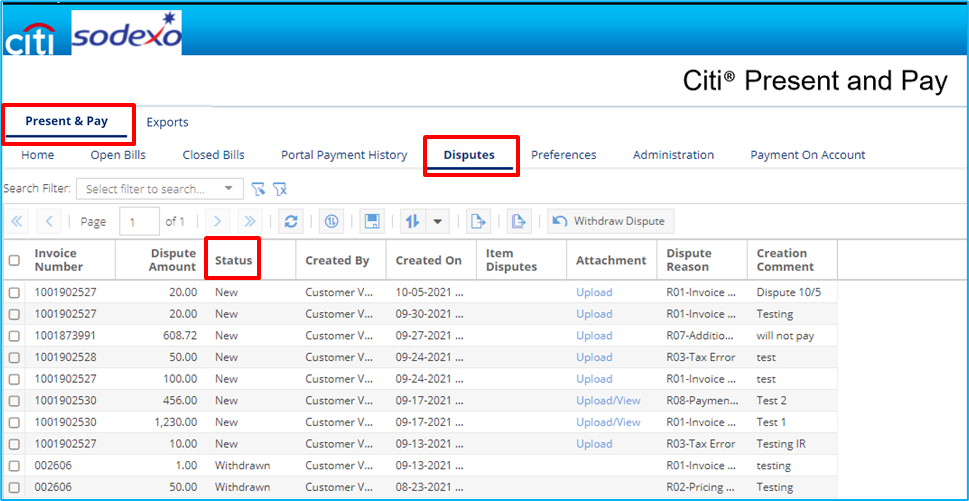 citi sodexo
Citi® Present and Pay
Present & Pay Exports
Home Open Bills Closed Bills Portal Payment History Disputes Preferences Administration Payment On Account
Search Filter: Select filter to search...
Page 1 of 1 Withdraw Dispute
Invoice Number Dispute Amount Status Created By Created On Item Disputes Attachment Dispute Reason Creation Comment
1001902527 20.00 New Customer V... 10-05-2021 ... Upload R01-Invoice ... Dispute 10/5
1001902527 20.00 New Customer V... 09-30-2021 ... Upload R01-Invoice ... Testing
1001873991 608.72 New Customer V... 09-27-2021 ... Upload R07-Additio... will not pay
1001902528 50.00 New Customer V... 09-24-2021 ... Upload R03-Tax Error test
1001902527 100.00 New Customer V... 09-24-2021 ... Upload R01-Invoice ... test
1001902530 456.00 New Customer V... 09-17-2021 ... Upload/View R08-Paymen... Test 2
1001902530 1,230.00 New Customer V... 09-17-2021 ... Upload/View R01-Invoice ... Test 1
1001902527 10.00 New Customer V... 09-13-2021 ... Upload R03-Tax Error Testing IR
002606 1.00 Withdrawn Customer V... 09-13-2021 ... R01-Invoice ... testing
002606 50.00 Withdrawn Customer V... 08-23-2021 ... R02-Pricing ... Testing